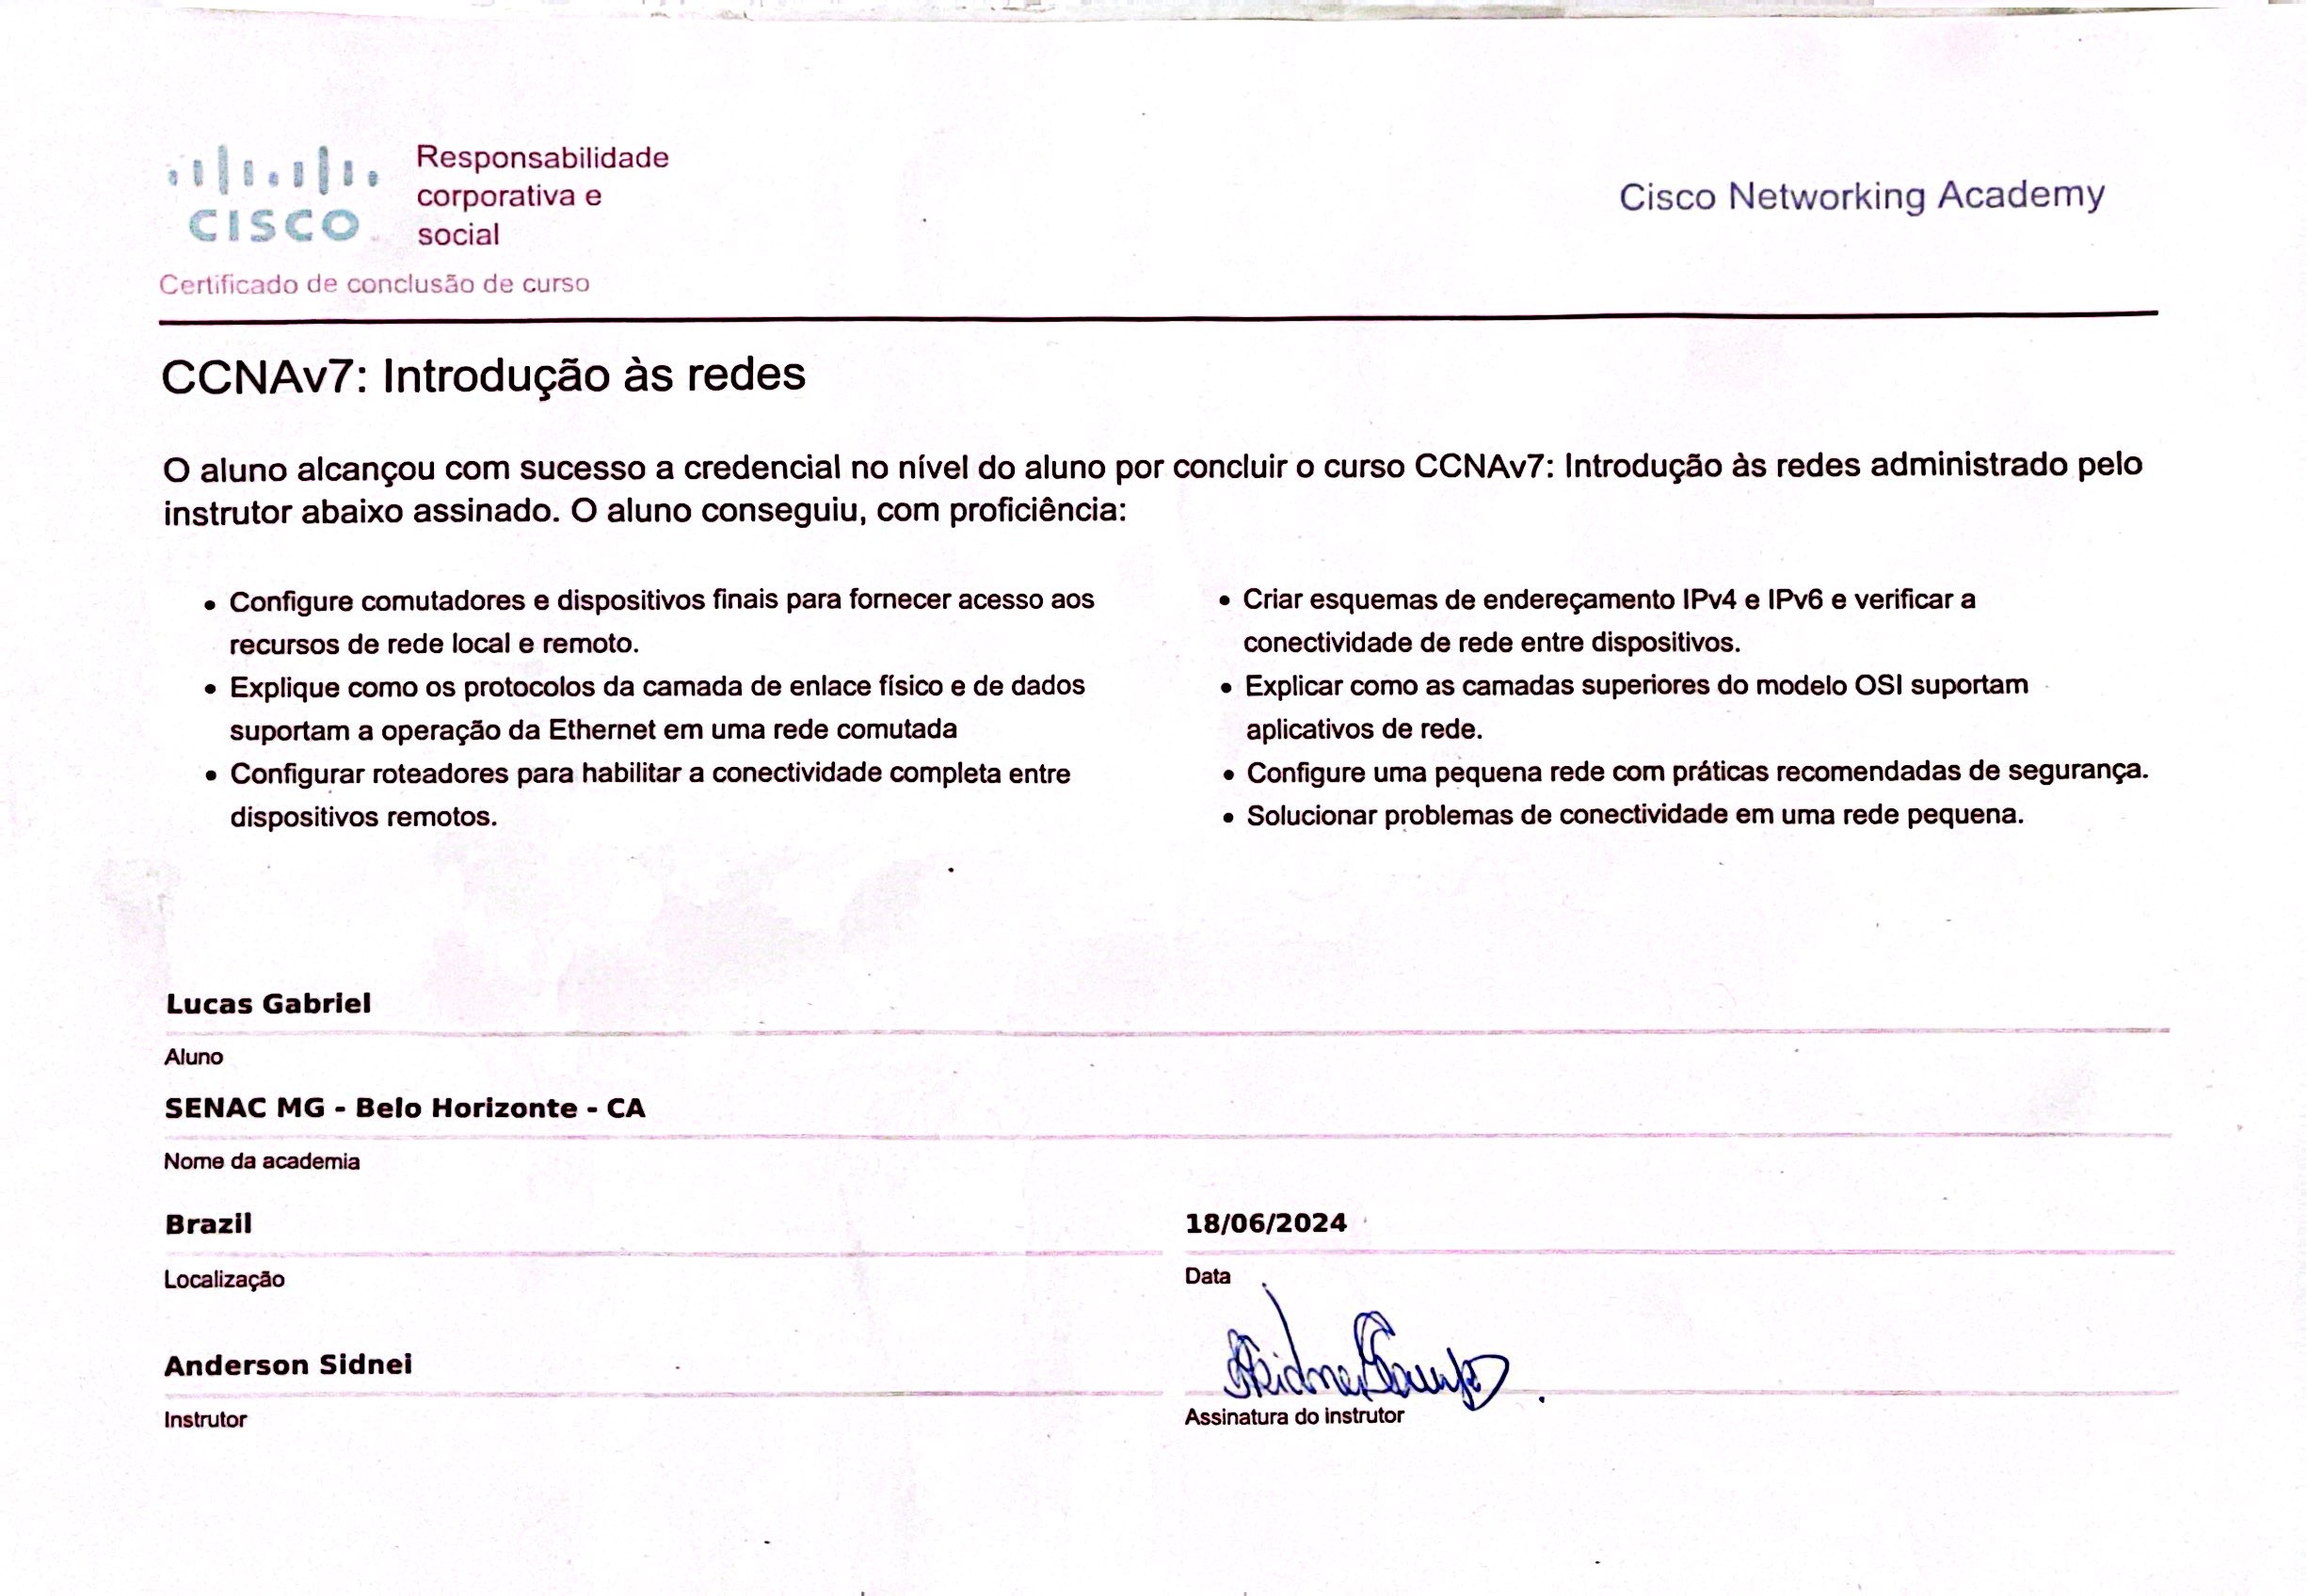 CISCO
Responsabilidade
corporativa e
social
Cisco Networking Academy
Certificado de conclusão de curso
CCNAv7: Introdução às redes
O aluno alcançou com sucesso a credencial no nível do aluno por concluir o curso CCNAv7: Introdução às redes administrado pelo
instrutor abaixo assinado. O aluno conseguiu, com proficiência:
• Configure comutadores e dispositivos finais para fornecer acesso aos
recursos de rede local e remoto.
• Explique como os protocolos da camada de enlace físico e de dados
suportam a operação da Ethernet em uma rede comutada
• Configurar roteadores para habilitar a conectividade completa entre
dispositivos remotos.
• Criar esquemas de endereçamento IPv4 e IPv6 e verificar a
conectividade de rede entre dispositivos.
• Explicar como as camadas superiores do modelo OSI suportam
aplicativos de rede.
• Configure uma pequena rede com práticas recomendadas de segurança.
• Solucionar problemas de conectividade em uma rede pequena.
Lucas Gabriel
Aluno
SENAC MG - Belo Horizonte - CA
Nome da academia
Brazil
Localização
18/06/2024
Data
Anderson Sidnei
Instrutor
Assinatura do instrutor